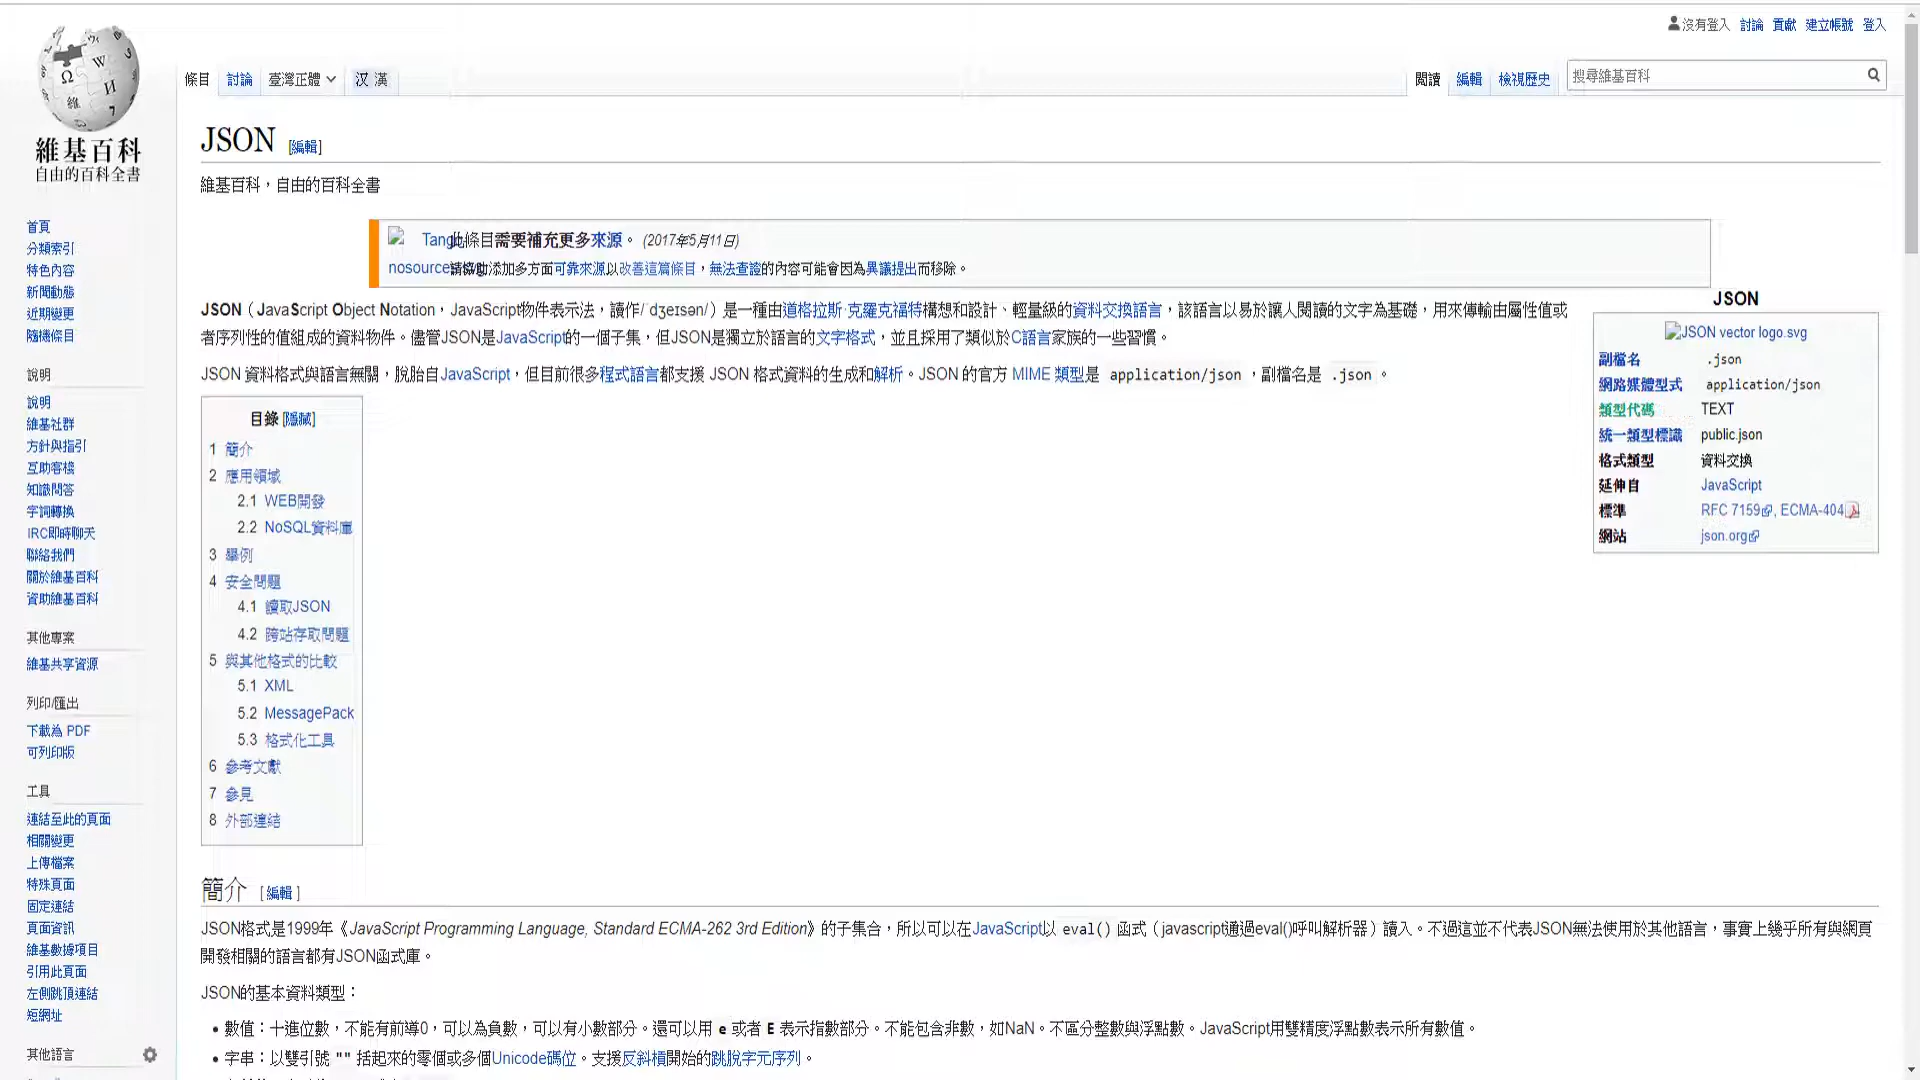 沒有登入 討論 貢獻 建立帳號 登入
條目 討論 臺灣正體 汉 漢 閱讀 編輯 檢視歷史 搜尋維基百科
維基百科
自由的百科全書
首頁
分類索引
特色內容
新聞動態
近期變更
隨機條目
說明
說明
維基社群
方針與指引
互助客棧
知識問答
字詞轉換
IRC即時聊天
聯絡我們
關於維基百科
資助維基百科
其他專案
維基共享資源
列印/匯出
下載為 PDF
可列印版
工具
連結至此的頁面
相關變更
上傳檔案
特殊頁面
固定連結
頁面資訊
維基數據項目
引用此頁面
左側跳頂連結
短網址
其他語言
JSON [編輯]
維基百科，自由的百科全書
此條目需要補充更多來源。 (2017年5月11日)
請協助添加多方面可靠來源以改善這篇條目，無法查證的內容可能會因為異議提出而移除。
JSON（JavaScript Object Notation，JavaScript物件表示法，讀作/ˈdʒeɪsən/）是一種由道格拉斯·克羅克福特構想和設計、輕量級的資料交換語言，該語言以易於讓人閱讀的文字為基礎，用來傳輸由屬性值或
者序列性的值組成的資料物件。儘管JSON是JavaScript的一個子集，但JSON是獨立於語言的文字格式，並且採用了類似於C語言家族的一些習慣。
JSON 資料格式與語言無關，脫胎自JavaScript，但目前很多程式語言都支援 JSON 格式資料的生成和解析。JSON 的官方 MIME 類型是 application/json ，副檔名是 .json 。
JSON
JSON vector logo.svg
副檔名 .json
網路媒體型式 application/json
類型代碼 TEXT
統一類型標識 public.json
格式類型 資料交換
延伸自 JavaScript
標準 RFC 7159, ECMA-404
網站 json.org
目錄 [隱藏]
1 簡介
2 應用領域
2.1 WEB開發
2.2 NoSQL資料庫
3 舉例
4 安全問題
4.1 讀取JSON
4.2 跨站存取問題
5 與其他格式的比較
5.1 XML
5.2 MessagePack
5.3 格式化工具
6 參考文獻
7 參見
8 外部連結
簡介 [編輯]
JSON格式是1999年《JavaScript Programming Language, Standard ECMA-262 3rd Edition》的子集合，所以可以在JavaScript以 eval() 函式（javascript通過eval()呼叫解析器）讀入。不過這並不代表JSON無法使用於其他語言，事實上幾乎所有與網頁
開發相關的語言都有JSON函式庫。
JSON的基本資料類型：
• 數值：十進位數，不能有前導0，可以為負數，可以有小數部分。還可以用 e 或者 E 表示指數部分。不能包含非數，如NaN。不區分整數與浮點數。JavaScript用雙精度浮點數表示所有數值。
• 字串：以雙引號 "" 括起來的零個或多個Unicode碼位。支援反斜槓開始的跳脫字元序列。